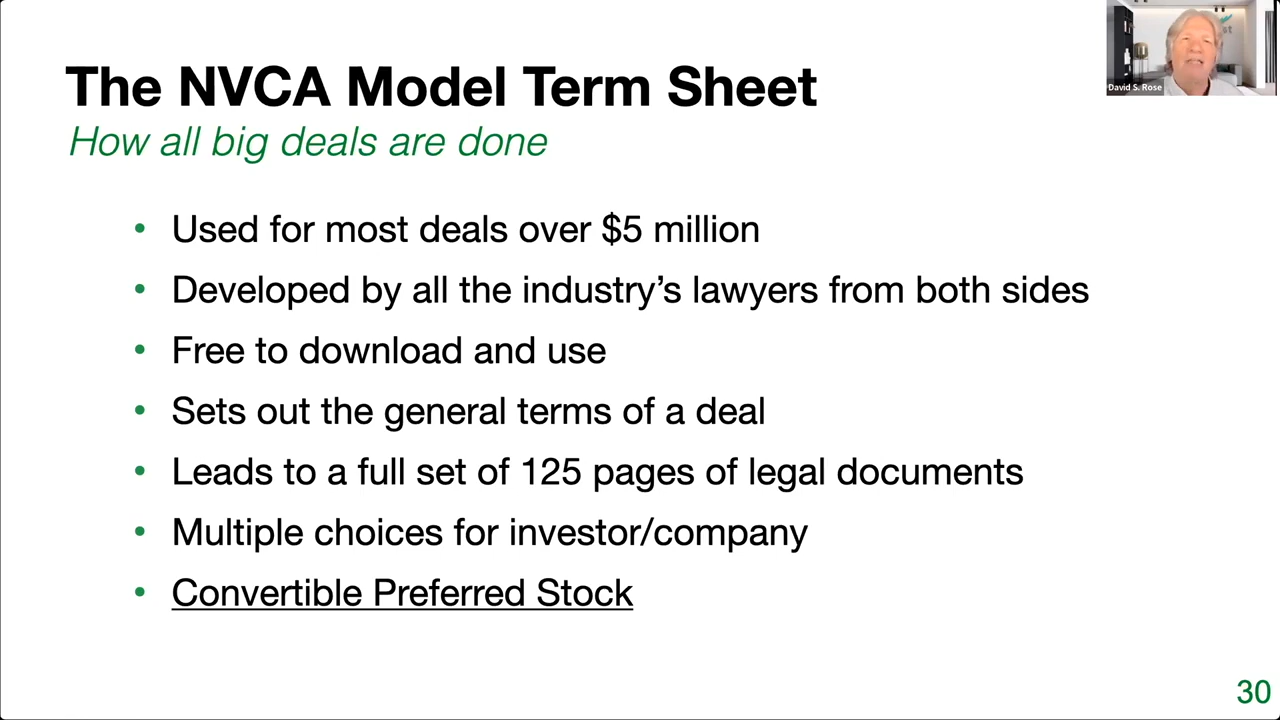 The NVCA Model Term Sheet
How all big deals are done
• Used for most deals over $5 million
• Developed by all the industry’s lawyers from both sides
• Free to download and use
• Sets out the general terms of a deal
• Leads to a full set of 125 pages of legal documents
• Multiple choices for investor/company
• Convertible Preferred Stock
David S. Rose
30